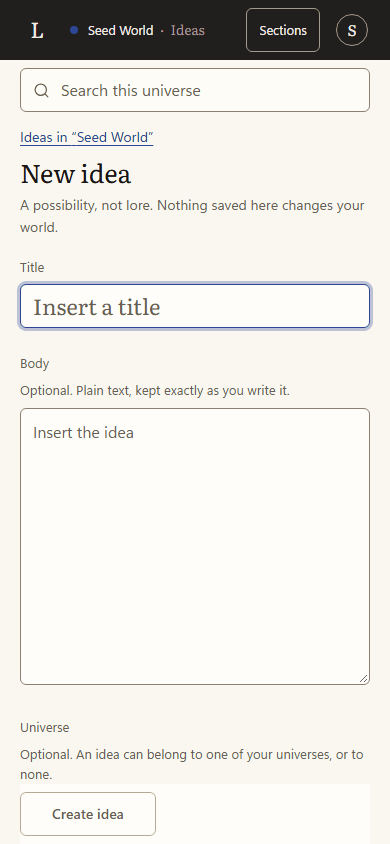 L
Seed World · Ideas
Sections
S
Search this universe
Ideas in “Seed World”
New idea
A possibility, not lore. Nothing saved here changes your
world.
Title
Insert a title
Body
Optional. Plain text, kept exactly as you write it.
Insert the idea
Universe
Optional. An idea can belong to one of your universes, or to
none.
Create idea